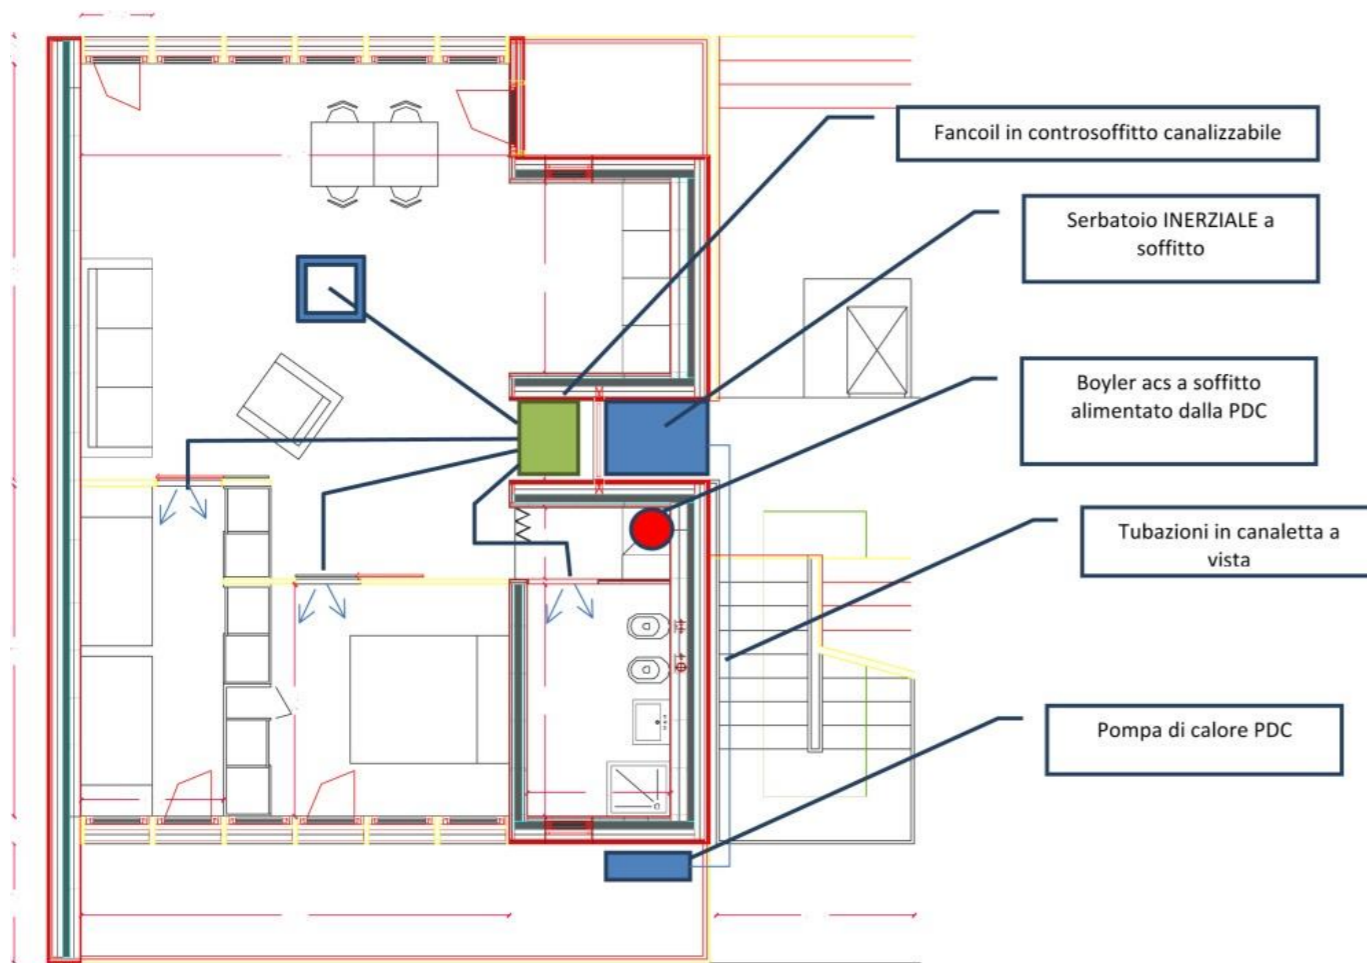 Fancoil in controsoffitto canalizzabile
Serbatoio INERZIALE a
soffitto
Boyler acs a soffitto
alimentato dalla PDC
Tubazioni in canaletta a
vista
Pompa di calore PDC